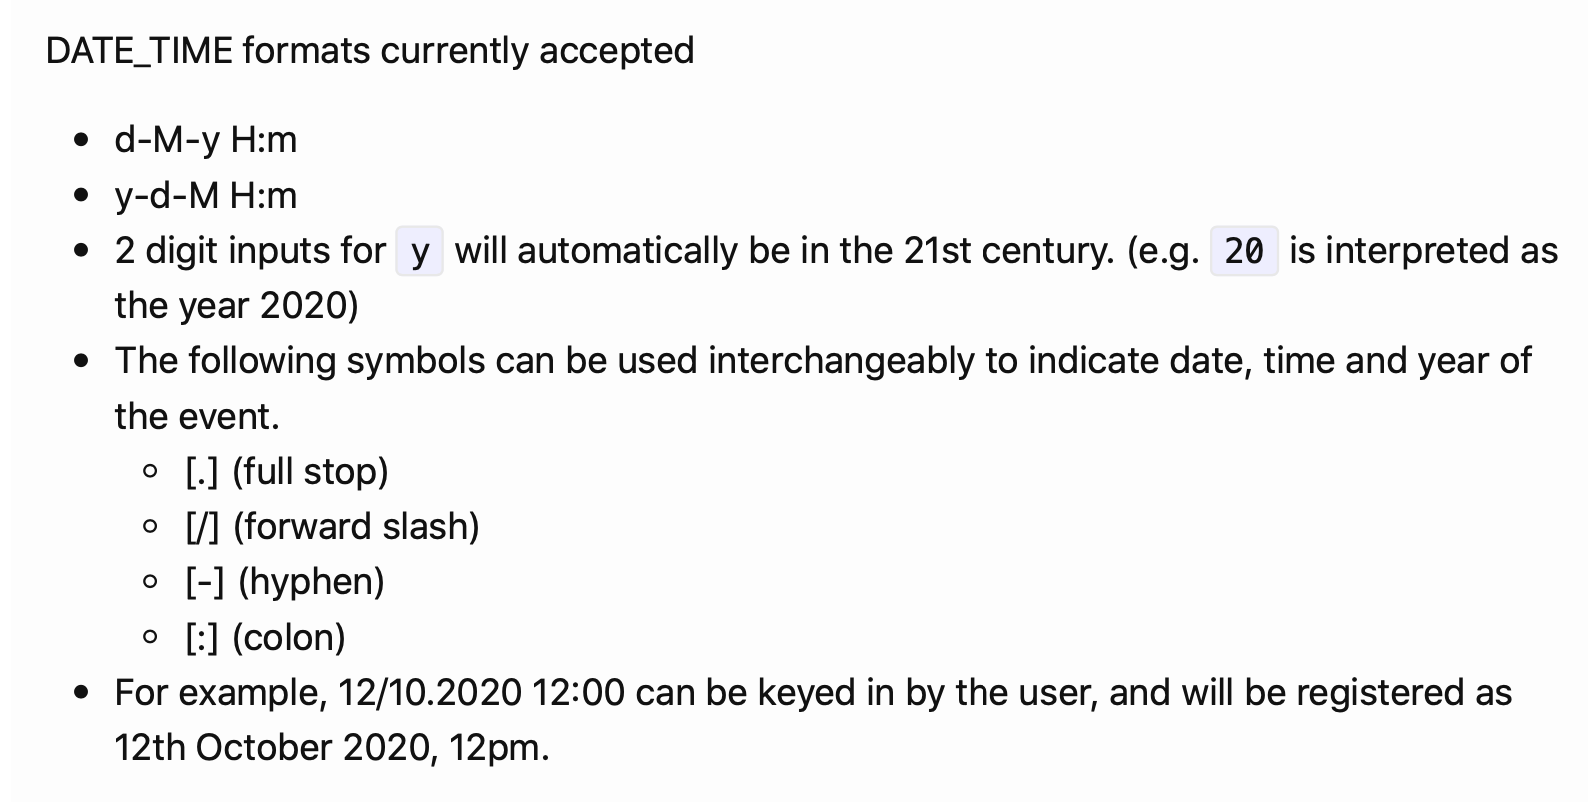 DATE_TIME formats currently accepted
• d-M-y H:m
• y-d-M H:m
• 2 digit inputs for y will automatically be in the 21st century. (e.g. 20 is interpreted as
the year 2020)
• The following symbols can be used interchangeably to indicate date, time and year of
the event.
◦ [.] (full stop)
◦ [/] (forward slash)
◦ [-] (hyphen)
◦ [:] (colon)
• For example, 12/10.2020 12:00 can be keyed in by the user, and will be registered as
12th October 2020, 12pm.